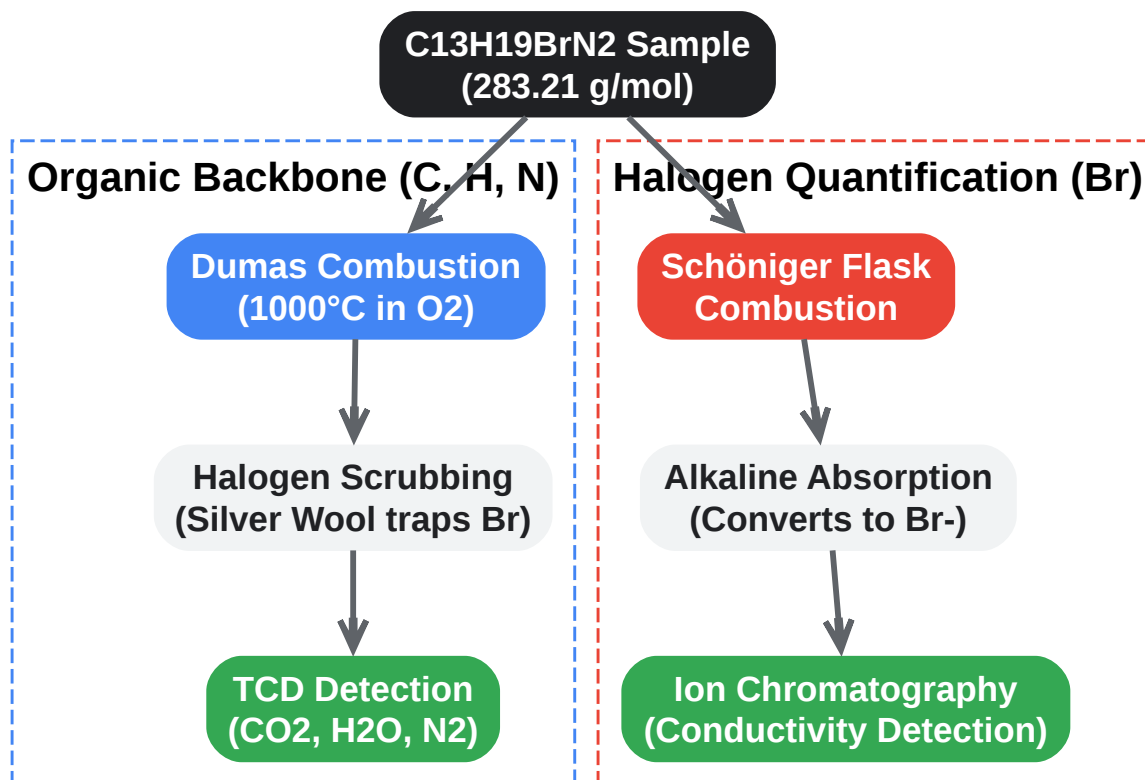 C13H19BrN2 Sample
(283.21 g/mol)
Organic Backbone (C, H, N)
Halogen Quantification (Br)
Dumas Combustion
(1000°C in O2)
Schöniger Flask
Combustion
Halogen Scrubbing
(Silver Wool traps Br)
Alkaline Absorption
(Converts to Br-)
TCD Detection
(CO2, H2O, N2)
Ion Chromatography
(Conductivity Detection)